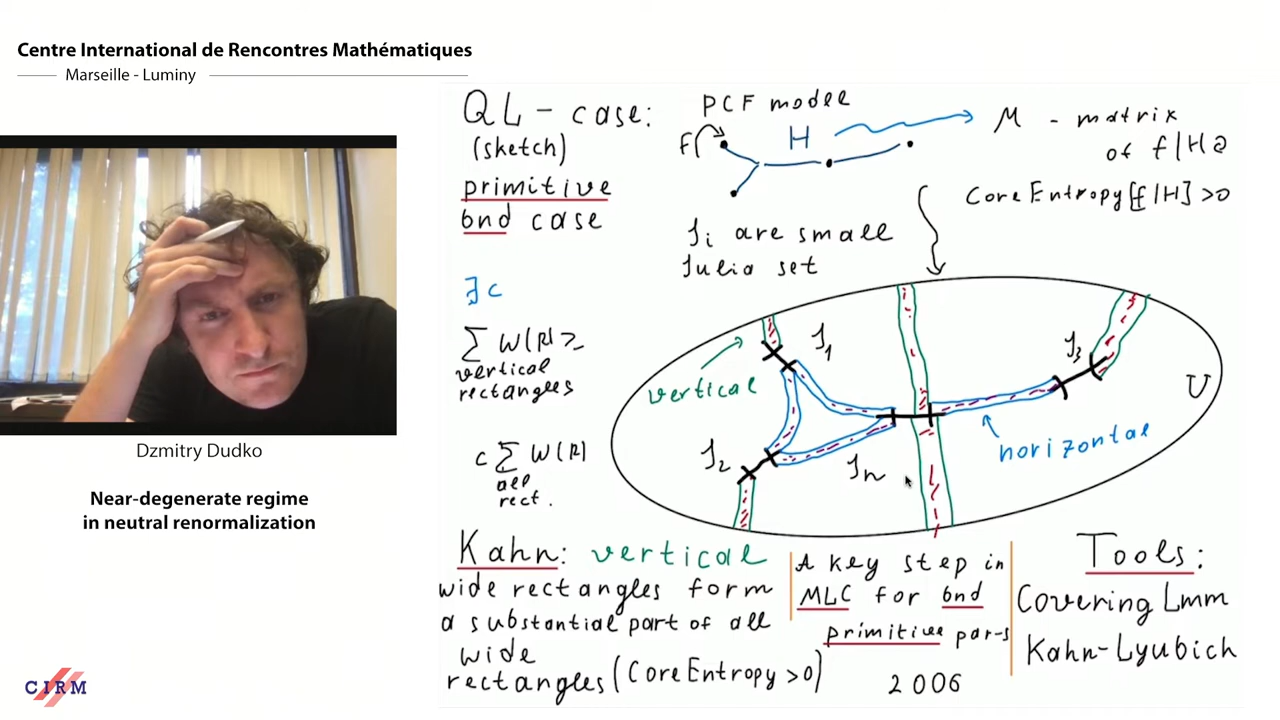 Centre International de Rencontres Mathématiques
Marseille - Luminy
Dzmitry Dudko
Near-degenerate regime
in neutral renormalization
CIRM
QL - case:
(sketch)
primitive
bnd case
PCF model
F
H
M - matrix
of f|H
Core Entropy[f|H] > 0
J_i are small
Julia set
∃ c
∑ W(R) ≥
vertical
rectangles
c ∑ W(R)
all
rect.
vertical
J_1
J_2
J_n
J_3
U
horizontal
Kahn: vertical
wide rectangles form
a substantial part of all
wide
rectangles (Core Entropy > 0)
A key step in
MLC for bnd
primitive par-s
2006
Tools:
Covering Lmm
Kahn-Lyubich